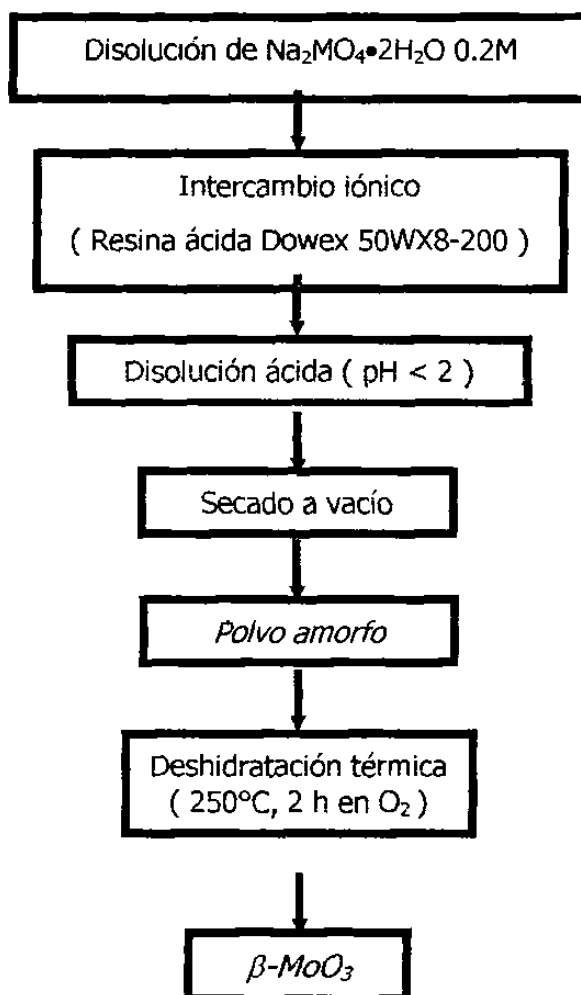 Disolución de Na₂MO₄•2H₂O 0.2M
Intercambio iónico
( Resina ácida Dowex 50WX8-200 )
Disolución ácida ( pH < 2 )
Secado a vacío
Polvo amorfo
Deshidratación térmica
( 250°C, 2 h en O₂ )
β-MoO₃